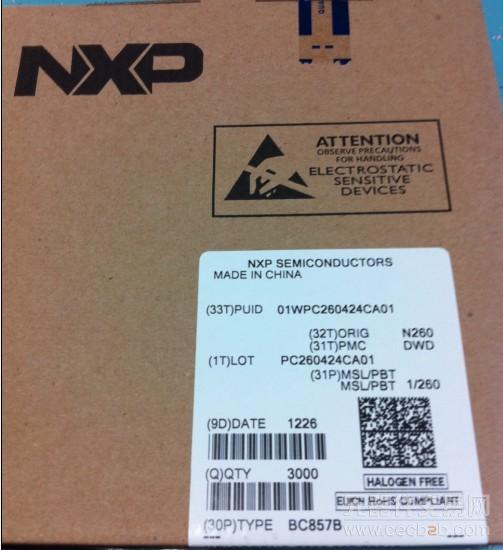 NXP
ATTENTION
OBSERVE PRECAUTIONS
FOR HANDLING
ELECTROSTATIC
SENSITIVE
DEVICES
NXP SEMICONDUCTORS
MADE IN CHINA
(33T)PUID 01WPC260424CA01
(32T)ORIG N260
(31T)PMC DWD
(1T)LOT PC260424CA01
(31P)MSL/PBT
MSL/PBT 1/260
(9D)DATE 1226
(Q)QTY 3000
HALOGEN FREE
EU/CN RoHS COMPLIANT
(30P)TYPE BC857B
www.cecb2b.com